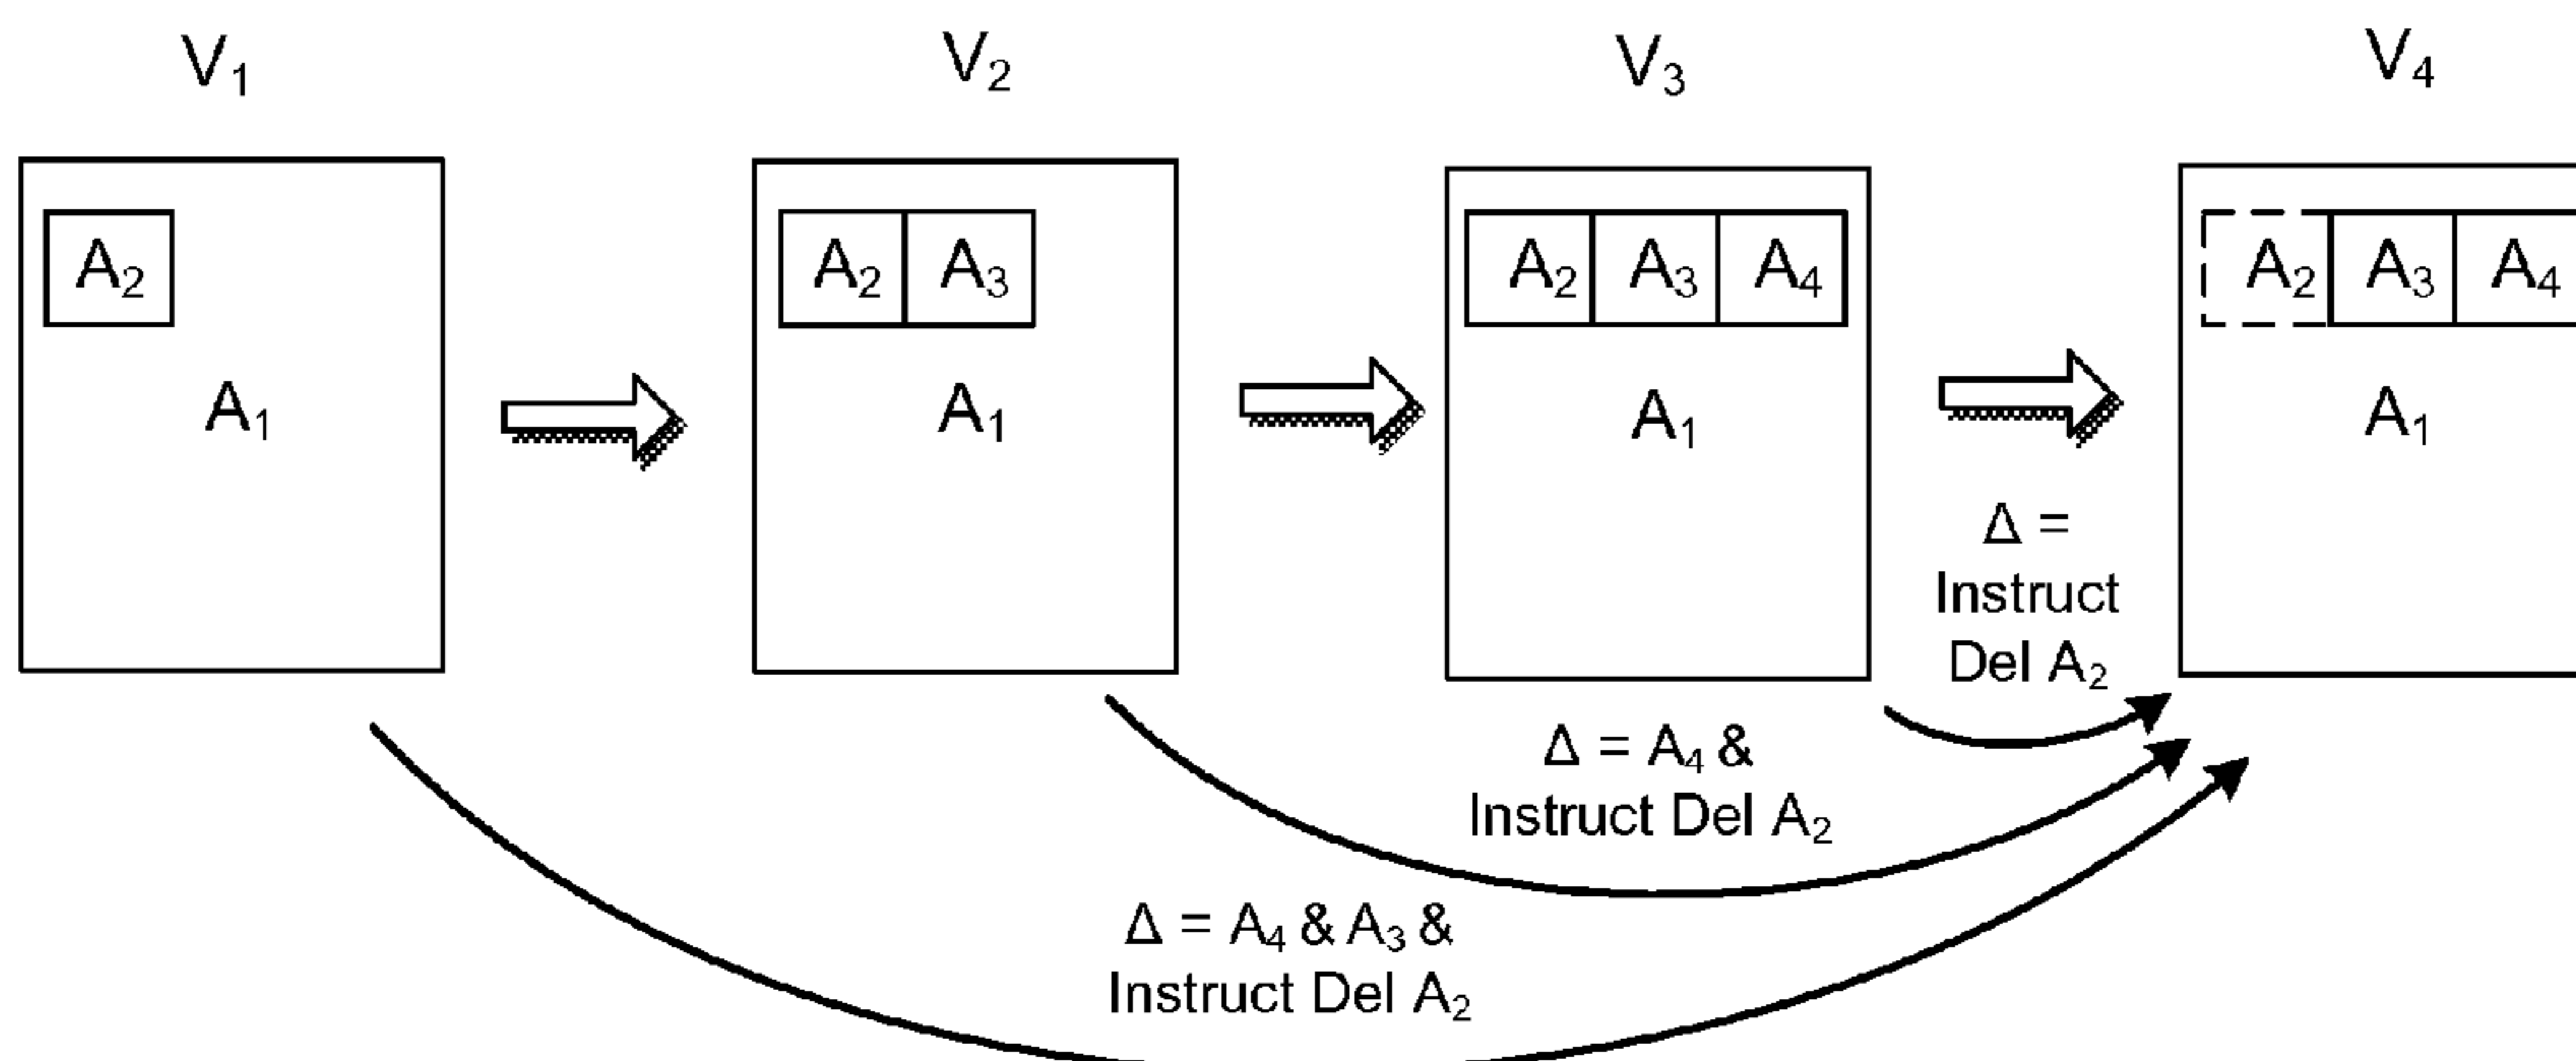 V₁ V₂ V₃ V₄
A₂ A₂ A₃ A₂ A₃ A₄ A₂ A₃ A₄
A₁ A₁ A₁ A₁
Δ =
Instruct
Del A₂
Δ = A₄ &
Instruct Del A₂
Δ = A₄ & A₃ &
Instruct Del A₂